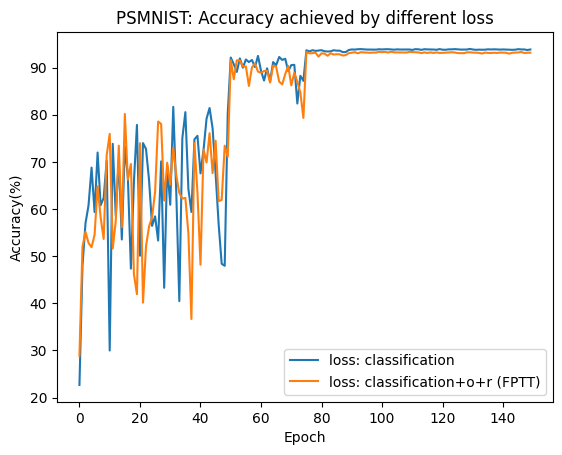 PSMNIST: Accuracy achieved by different loss
Accuracy(%)
90
80
70
60
50
40
30
20
0 20 40 60 80 100 120 140
Epoch
loss: classification
loss: classification+o+r (FPTT)